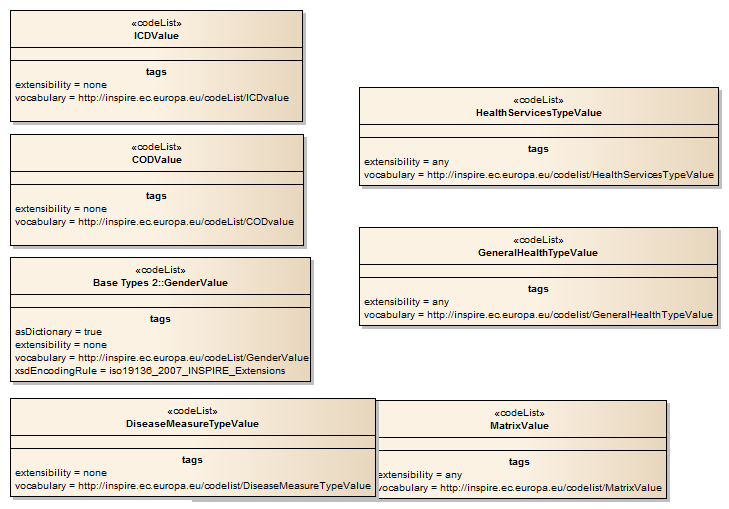 «codeList»
ICDValue
tags
extensibility = none
vocabulary = http://inspire.ec.europa.eu/codeList/ICDvalue
«codeList»
CODValue
tags
extensibility = none
vocabulary = http://inspire.ec.europa.eu/codeList/CODvalue
«codeList»
Base Types 2::GenderValue
tags
asDictionary = true
extensibility = none
vocabulary = http://inspire.ec.europa.eu/codeList/GenderValue
xsdEncodingRule = iso19136_2007_INSPIRE_Extensions
«codeList»
DiseaseMeasureTypeValue
tags
extensibility = none
vocabulary = http://inspire.ec.europa.eu/codelist/DiseaseMeasureTypeValue
«codeList»
HealthServicesTypeValue
tags
extensibility = any
vocabulary = http://inspire.ec.europa.eu/codelist/HealthServicesTypeValue
«codeList»
GeneralHealthTypeValue
tags
extensibility = any
vocabulary = http://inspire.ec.europa.eu/codelist/GeneralHealthTypeValue
«codeList»
MatrixValue
tags
extensibility = any
vocabulary = http://inspire.ec.europa.eu/codelist/MatrixValue